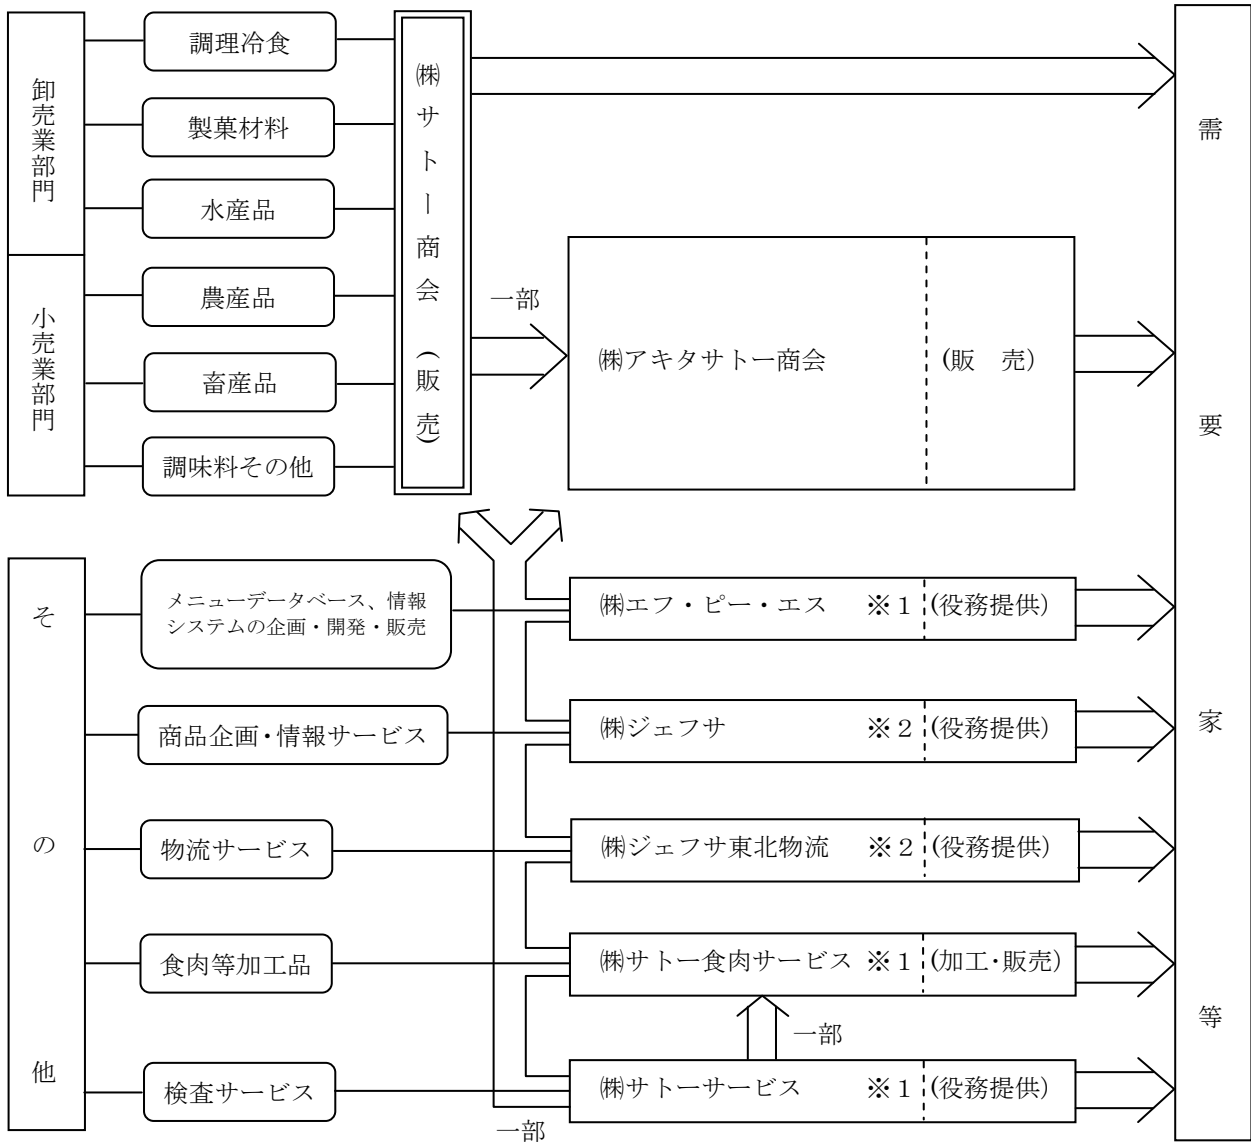 卸売業部門
小売業部門
調理冷食
製菓材料
水産品
農産品
畜産品
調味料その他
㈱サトー商会(販売)
一部
㈱アキタサトー商会 (販 売)
その他
メニューデータベース、情報
システムの企画・開発・販売
㈱エフ・ピー・エス ※1 (役務提供)
商品企画・情報サービス
㈱ジェフサ ※2 (役務提供)
物流サービス
㈱ジェフサ東北物流 ※2 (役務提供)
食肉等加工品
㈱サトー食肉サービス ※1 (加工・販売)
一部
検査サービス
㈱サトーサービス ※1 (役務提供)
一部
需要家等